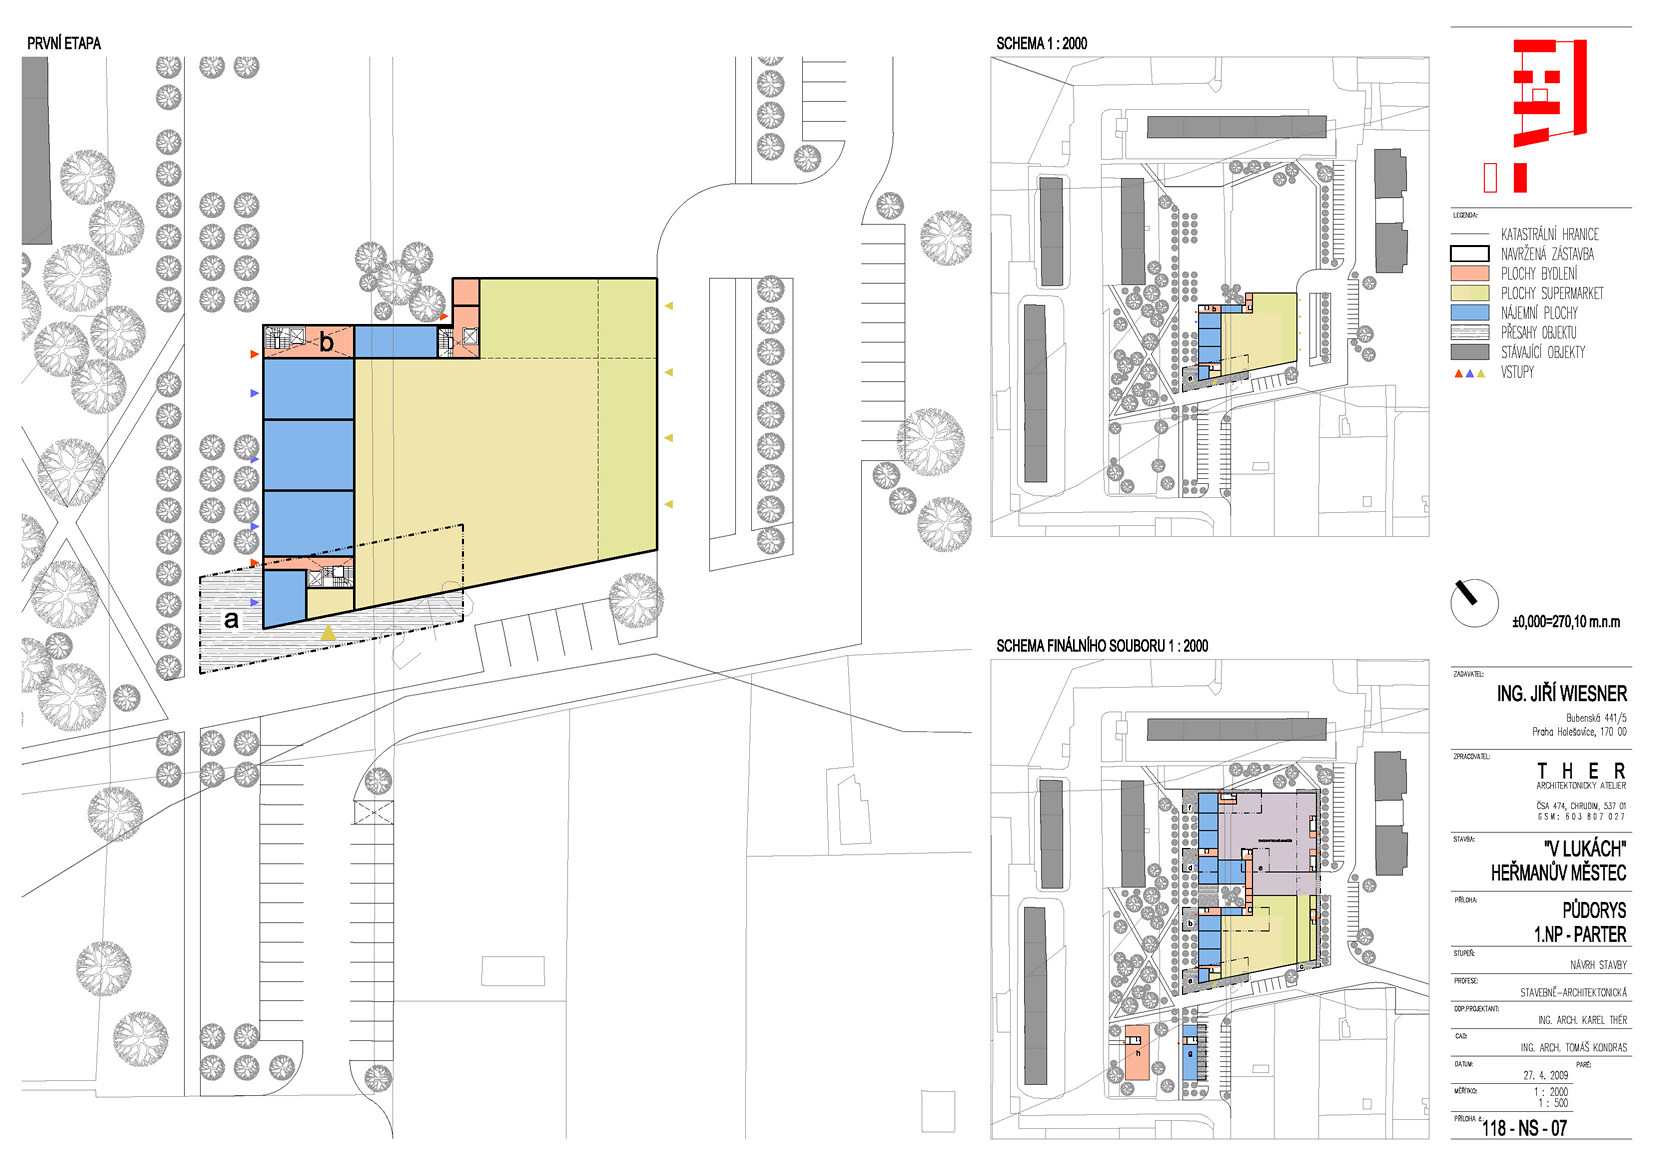 PRVNÍ ETAPA
b
a
SCHEMA 1 : 2000
b
a
SCHEMA FINÁLNÍHO SOUBORU 1 : 2000
f
d
e
b
c
a
h
g
LEGENDA:
KATASTRÁLNÍ HRANICE
NAVRŽENÁ ZÁSTAVBA
PLOCHY BYDLENÍ
PLOCHY SUPERMARKET
NÁJEMNÍ PLOCHY
PŘESAHY OBJEKTU
STÁVAJÍCÍ OBJEKTY
VSTUPY
±0,000=270,10 m.n.m
ZADAVATEL:
ING. JIŘÍ WIESNER
Bubenská 441/5
Praha Holešovice, 170 00
ZPRACOVATEL:
T H E R
ARCHITEKTONICKÝ ATELIER
ČSA 474, CHRUDIM, 537 01
GSM: 603 807 027
STAVBA:
"V LUKÁCH"
HEŘMANŮV MĚSTEC
PŘÍLOHA:
PŮDORYS
1.NP - PARTER
STUPEŇ:
NÁVRH STAVBY
PROFESE:
STAVEBNĚ-ARCHITEKTONICKÁ
ODP.PROJEKTANT:
ING. ARCH. KAREL THÉR
CAD:
ING. ARCH. TOMÁŠ KONDRAS
DATUM:
PARÉ:
27. 4. 2009
MĚŘÍTKO:
1 : 2000
1 : 500
PŘÍLOHA č.:
118 - NS - 07